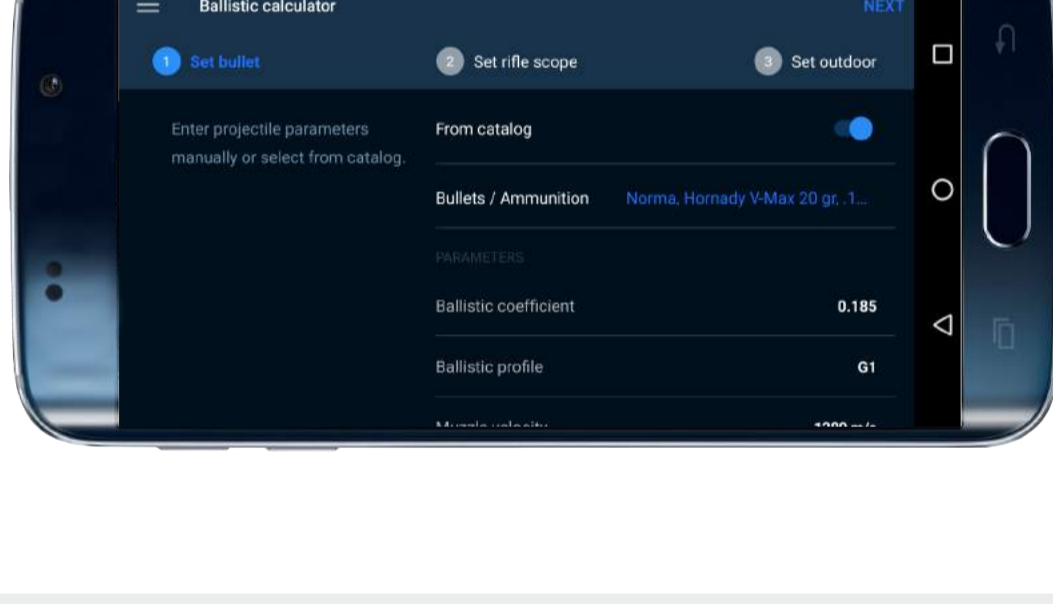 Ballistic calculator
NEXT
1 Set bullet
2 Set rifle scope
3 Set outdoor
Enter projectile parameters
manually or select from catalog.
From catalog
Bullets / Ammunition Norma, Hornady V-Max 20 gr, .1...
PARAMETERS
Ballistic coefficient 0.185
Ballistic profile G1
Muzzle velocity